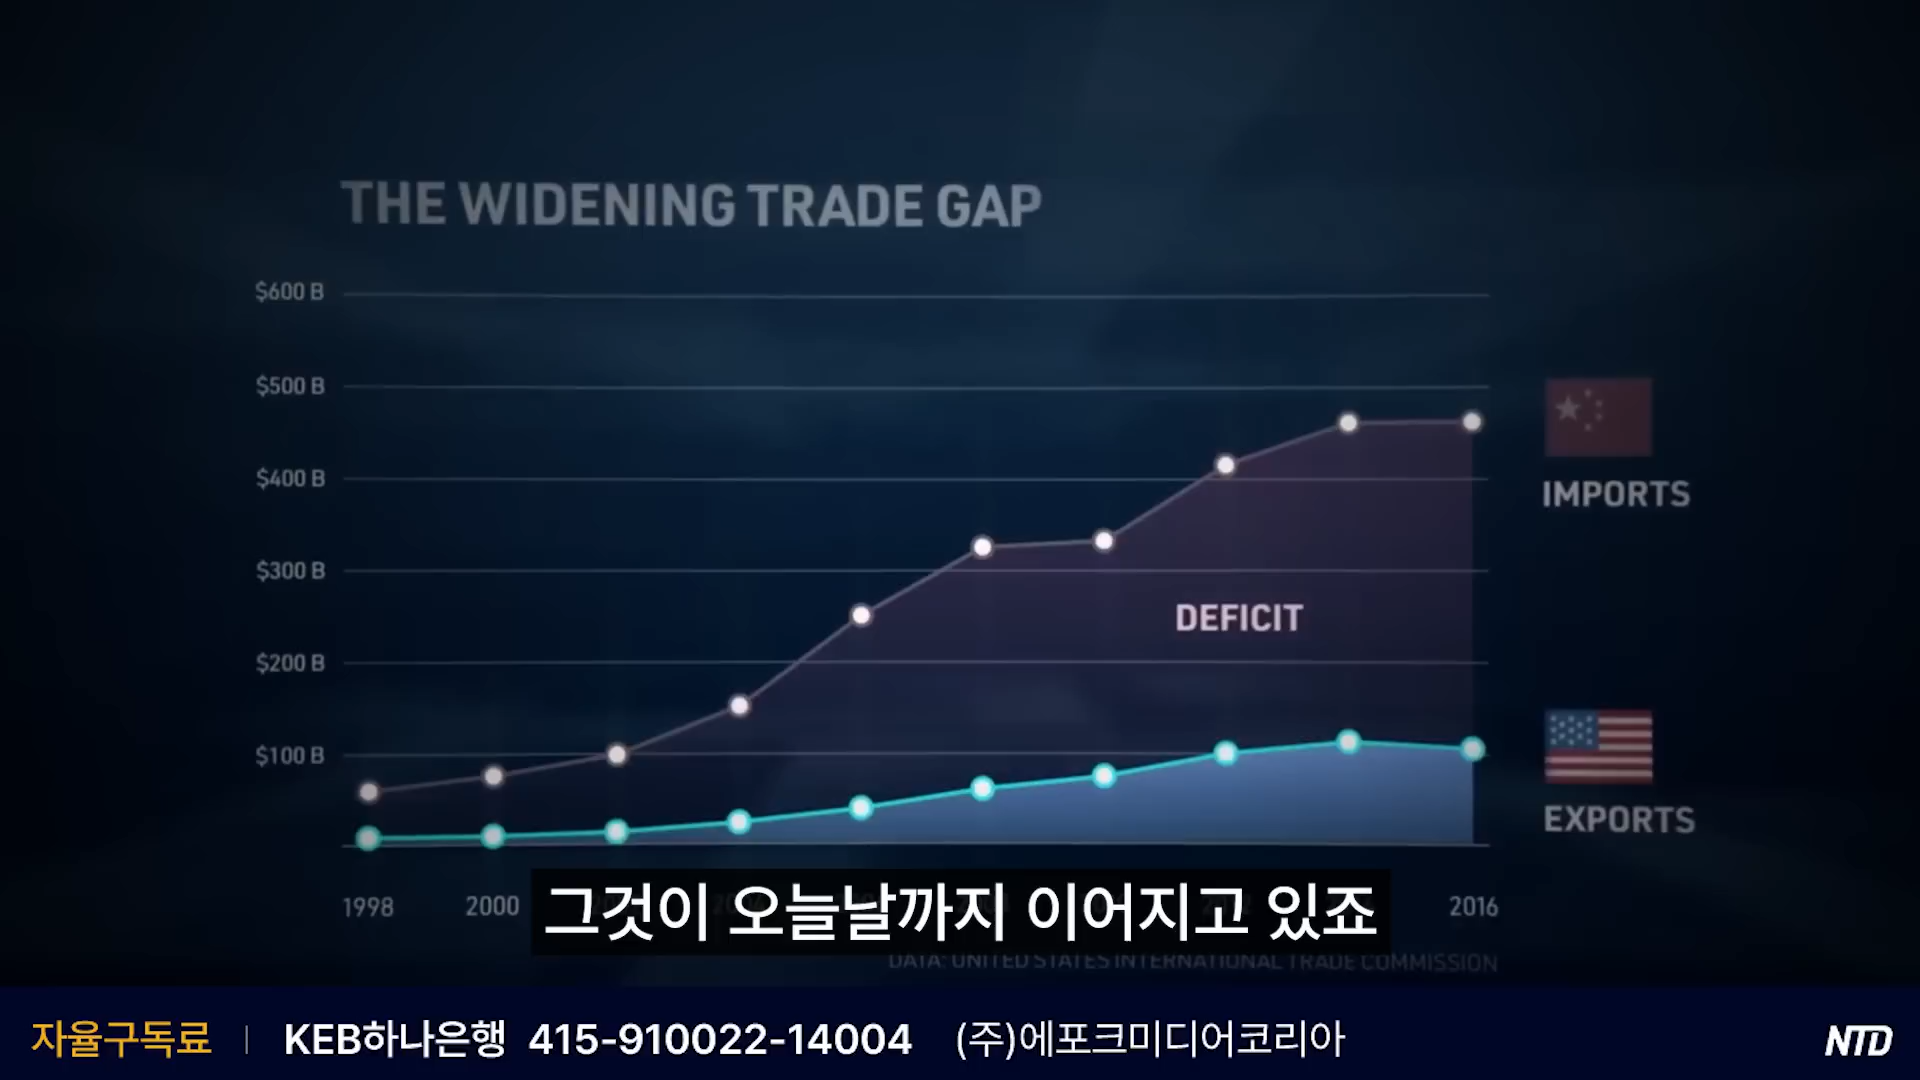 THE WIDENING TRADE GAP
$600 B
$500 B
$400 B
$300 B
$200 B
$100 B
IMPORTS
DEFICIT
EXPORTS
1998 2000 2016
그것이 오늘날까지 이어지고 있죠
DATA: UNITED STATES INTERNATIONAL TRADE COMMISSION
자율구독료 | KEB하나은행 415-910022-14004 (주)에포크미디어코리아 NTD